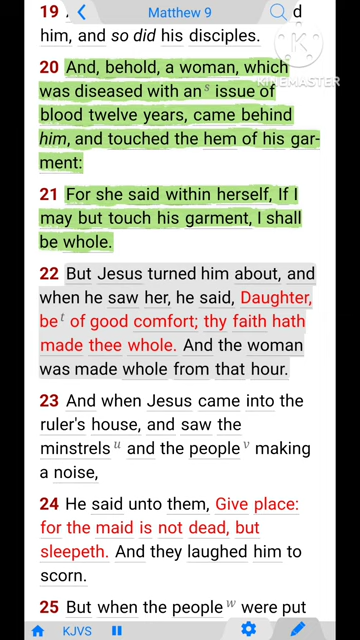 Matthew 9
19
him, and so did his disciples.
20 And, behold, a woman, which
was diseased with an s issue of
blood twelve years, came behind
him, and touched the hem of his gar-
ment:
21 For she said within herself, If I
may but touch his garment, I shall
be whole.
22 But Jesus turned him about, and
when he saw her, he said, Daughter,
be t of good comfort; thy faith hath
made thee whole. And the woman
was made whole from that hour.
23 And when Jesus came into the
ruler's house, and saw the
minstrels u and the people v making
a noise,
24 He said unto them, Give place:
for the maid is not dead, but
sleepeth. And they laughed him to
scorn.
25 But when the people w were put
KJVS
KINEMASTER